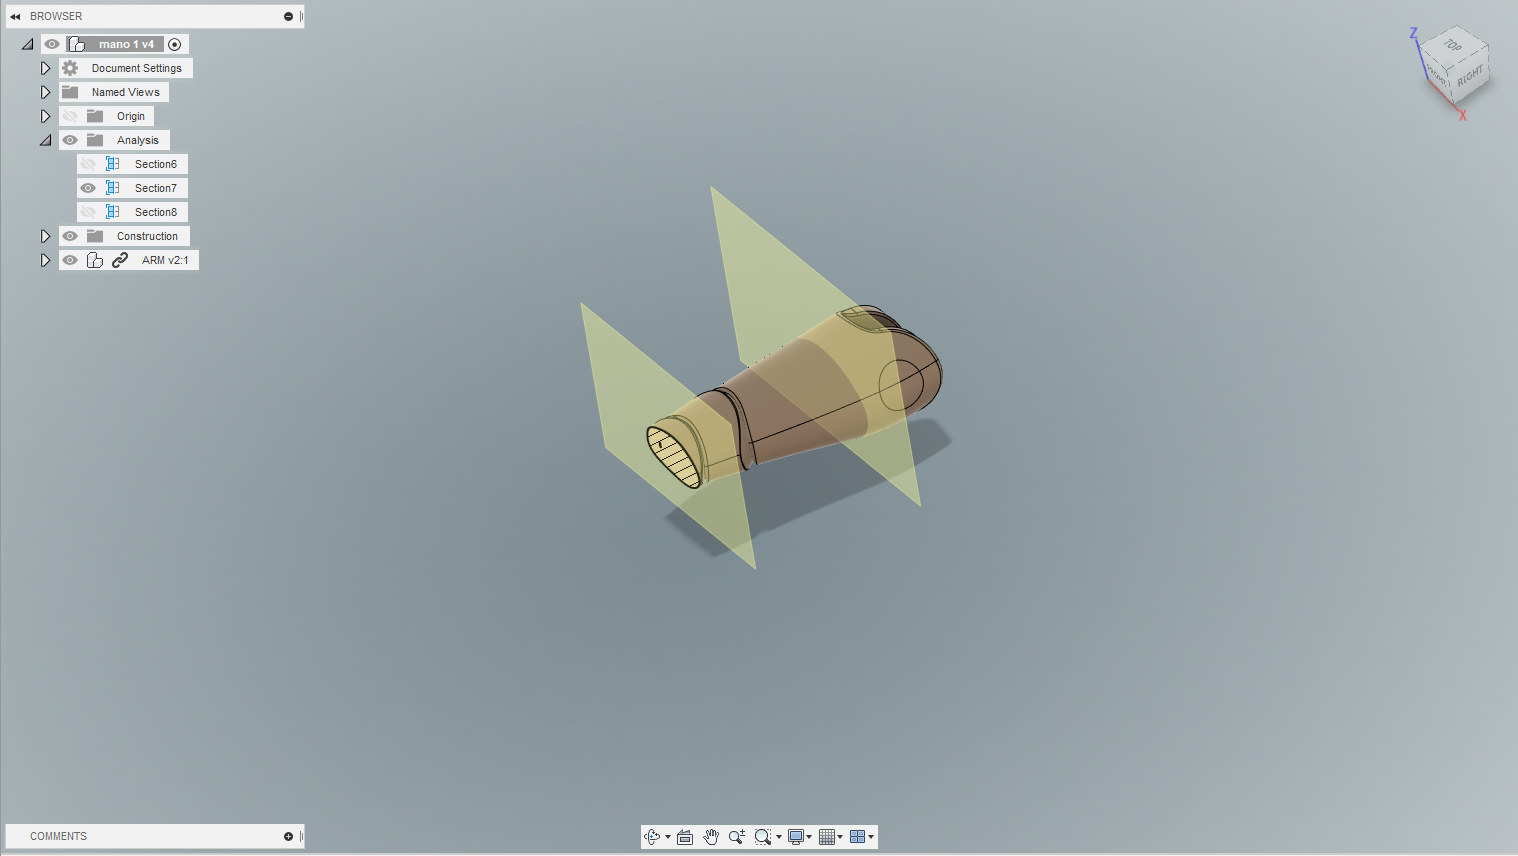 BROWSER
mano 1 v4
Document Settings
Named Views
Origin
Analysis
Section6
Section7
Section8
Construction
ARM v2:1
Z
TOP
RIGHT
X
COMMENTS